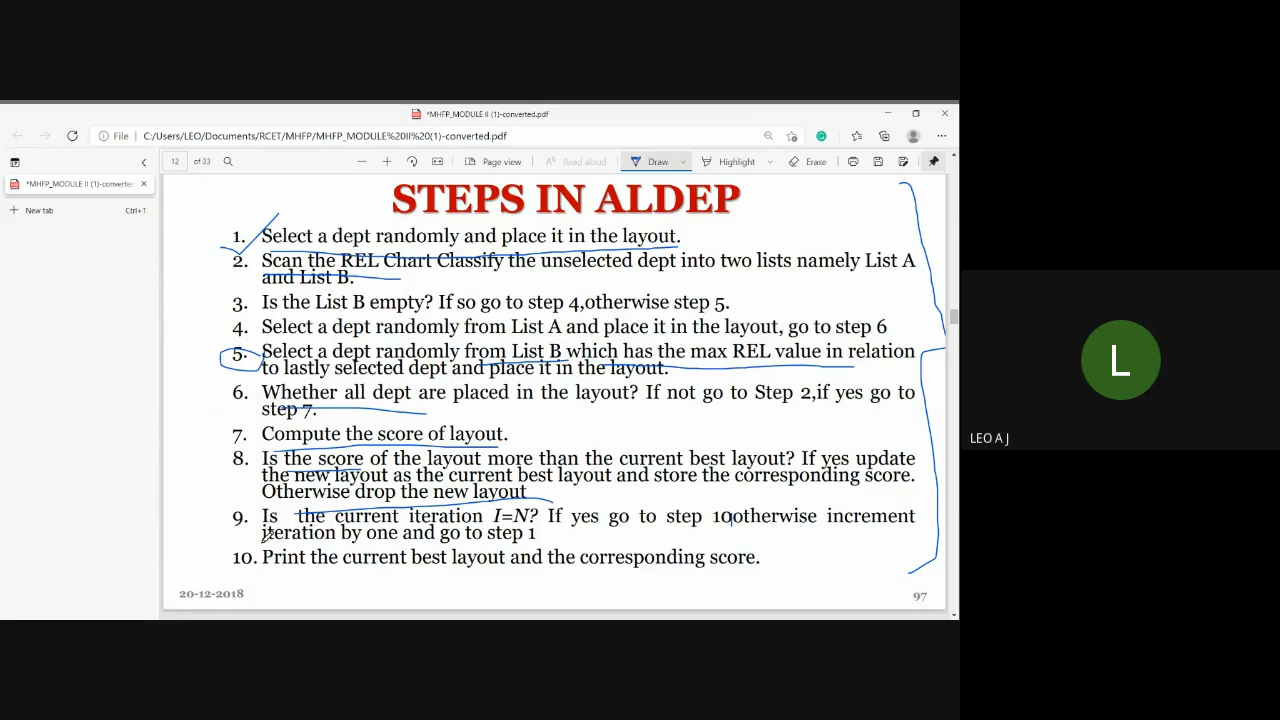 *MHFP_MODULE II (1)-converted.pdf
File | C:/Users/LEO/Documents/RCET/MHFP/MHFP_MODULE%20II%20(1)-converted.pdf
12 of 33 Page view Read aloud Draw Highlight Erase
*MHFP_MODULE II (1)-converte
New tab Ctrl+T
STEPS IN ALDEP
1. Select a dept randomly and place it in the layout.
2. Scan the REL Chart Classify the unselected dept into two lists namely List A
and List B.
3. Is the List B empty? If so go to step 4,otherwise step 5.
4. Select a dept randomly from List A and place it in the layout, go to step 6
5. Select a dept randomly from List B which has the max REL value in relation
to lastly selected dept and place it in the layout.
6. Whether all dept are placed in the layout? If not go to Step 2,if yes go to
step 7.
7. Compute the score of layout.
8. Is the score of the layout more than the current best layout? If yes update
the new layout as the current best layout and store the corresponding score.
Otherwise drop the new layout
9. Is the current iteration I=N? If yes go to step 10otherwise increment
iteration by one and go to step 1
10. Print the current best layout and the corresponding score.
20-12-2018 97
L
LEO A J